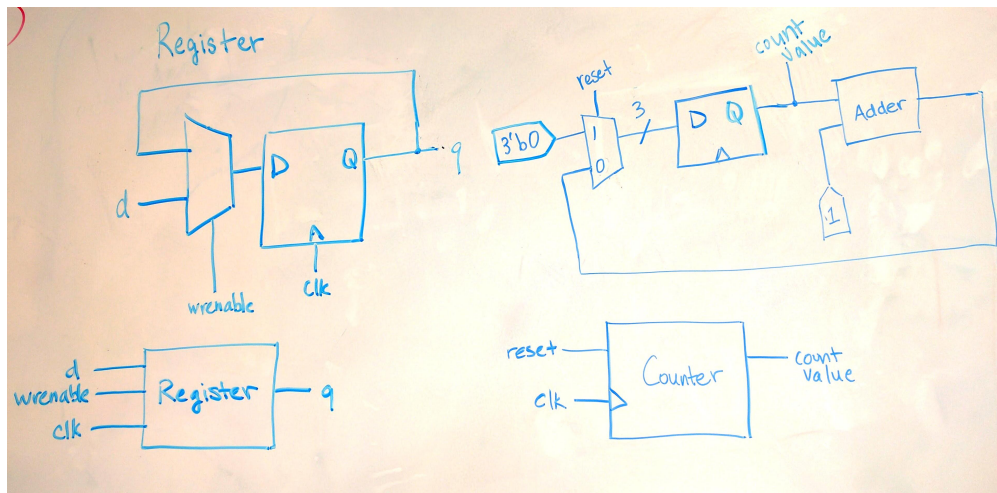 Register
d
D
Q
q
wrenable
clk
d
wrenable
clk
Register
q
reset
3'b0
1
0
3
D
Q
count
value
Adder
1
reset
clk
Counter
count
value